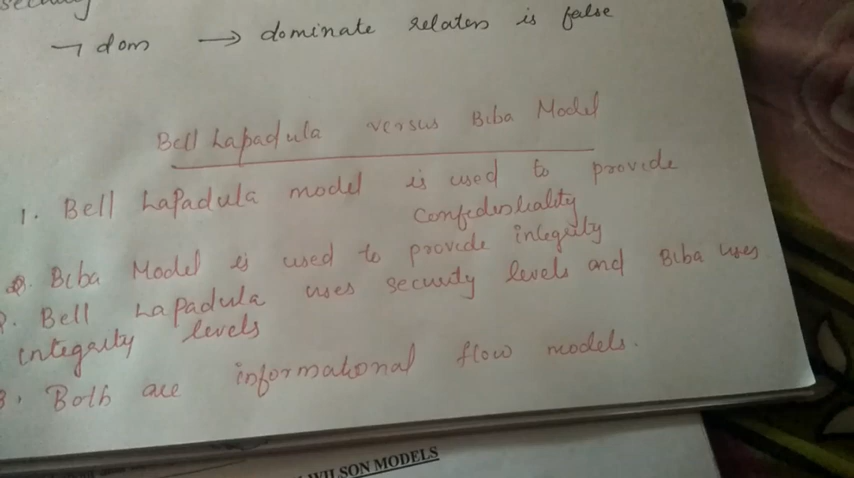 ¬ dom → dominate relation is false
Bell Lapadula versus Biba Model
1. Bell LaPadula model is used to provide
Confedentiality
Biba Model is used to provide integrity
2. Bell LaPadula uses security levels and Biba uses
integrity levels
3. Both are informational flow models.
WILSON MODELS